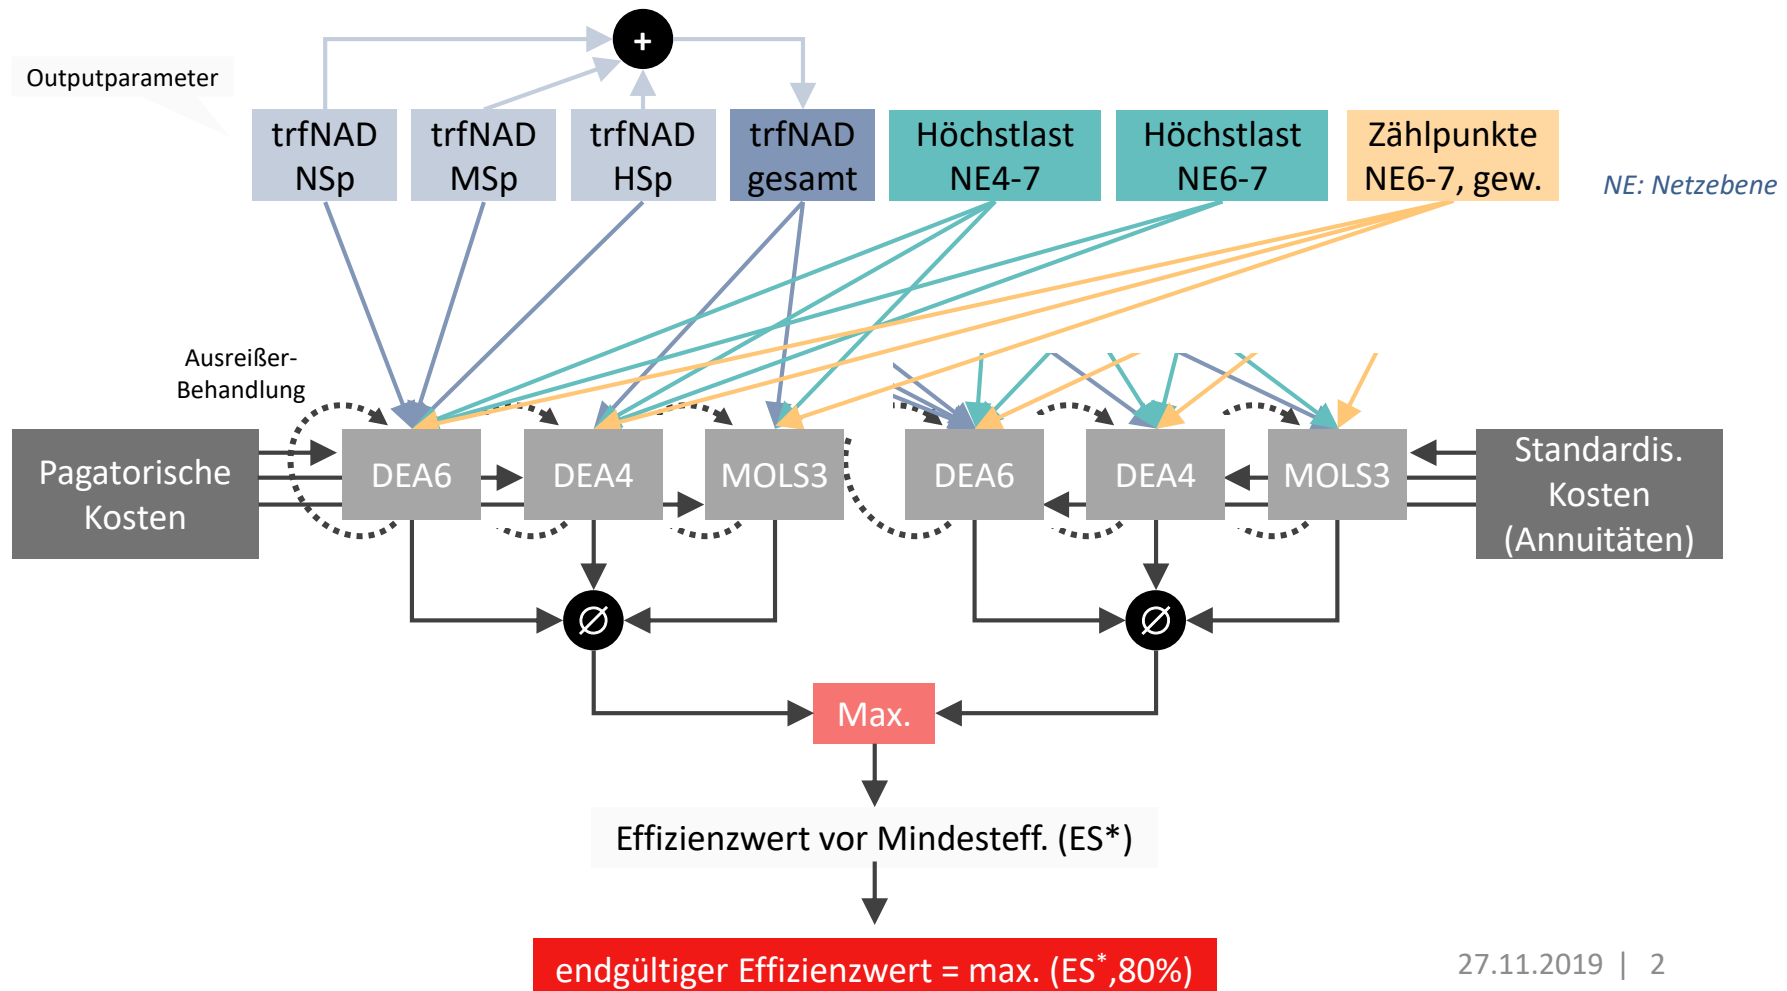 +
Outputparameter
trfNAD
NSp
trfNAD
MSp
trfNAD
HSp
trfNAD
gesamt
Höchstlast
NE4-7
Höchstlast
NE6-7
Zählpunkte
NE6-7, gew.
NE: Netzebene
Ausreißer-
Behandlung
Pagatorische
Kosten
DEA6
DEA4
MOLS3
DEA6
DEA4
MOLS3
Standardis.
Kosten
(Annuitäten)
Ø
Ø
Max.
Effizienzwert vor Mindesteff. (ES*)
endgültiger Effizienzwert = max. (ES*,80%)
27.11.2019 | 2